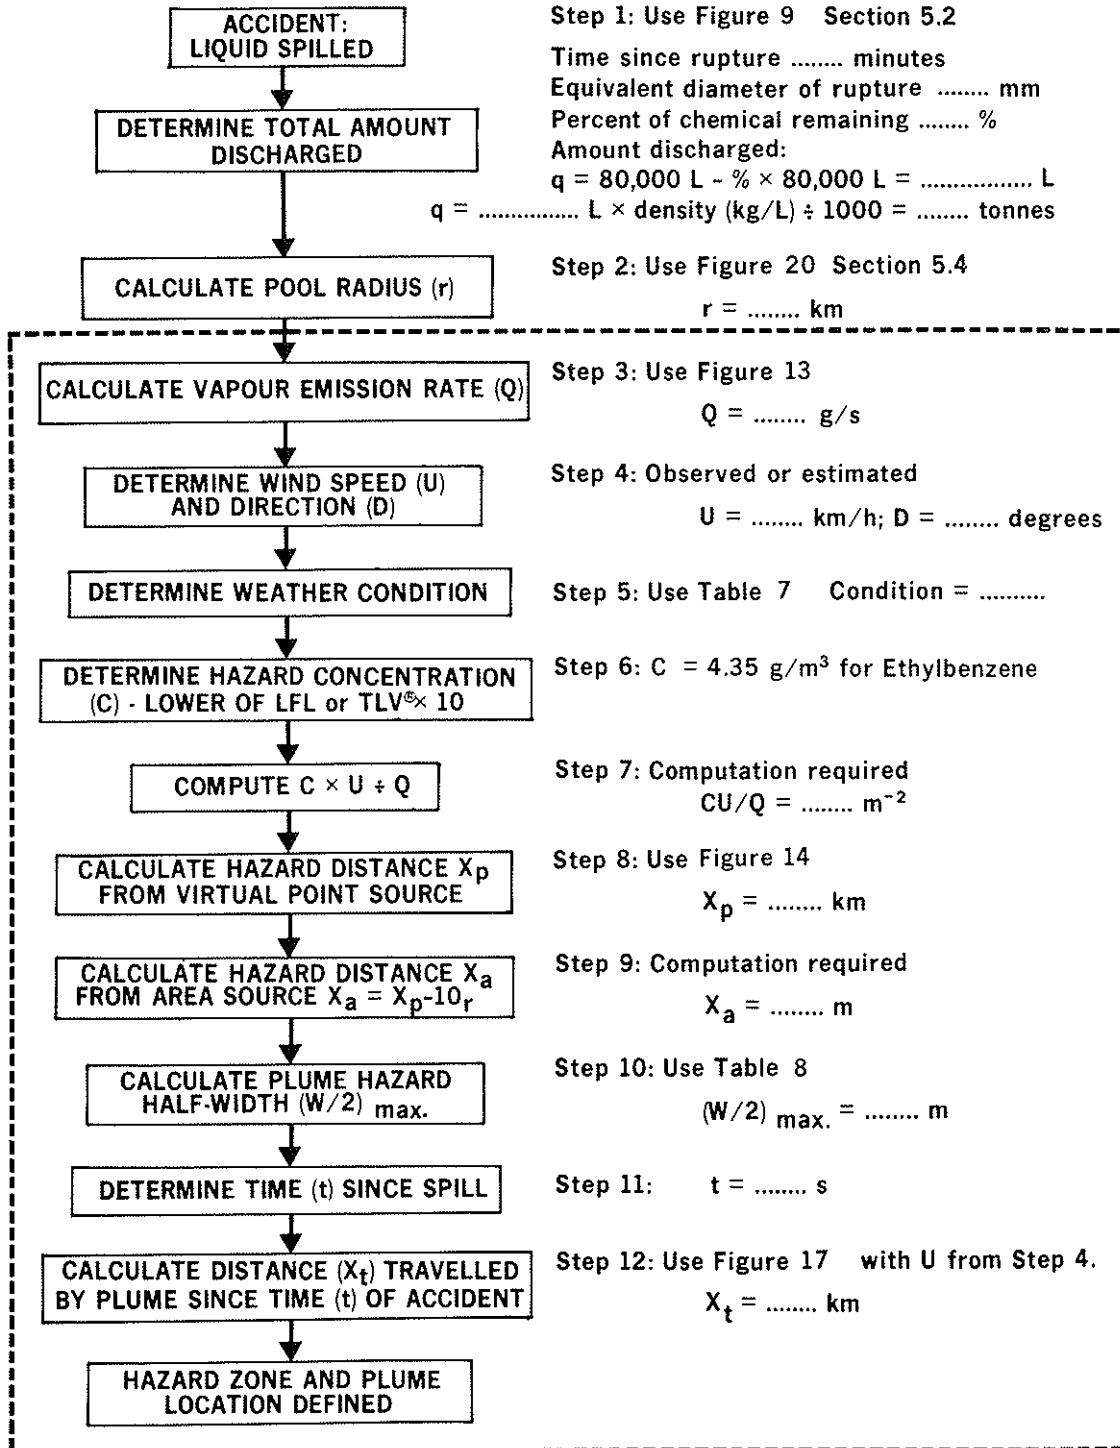 ACCIDENT:
LIQUID SPILLED
Step 1: Use Figure 9 Section 5.2
Time since rupture ........ minutes
Equivalent diameter of rupture ........ mm
Percent of chemical remaining ........ %
Amount discharged:
q = 80,000 L - % × 80,000 L = ................. L
q = ............... L × density (kg/L) ÷ 1000 = ........ tonnes
DETERMINE TOTAL AMOUNT
DISCHARGED
CALCULATE POOL RADIUS (r)
Step 2: Use Figure 20 Section 5.4
r = ........ km
CALCULATE VAPOUR EMISSION RATE (Q)
Step 3: Use Figure 13
Q = ........ g/s
DETERMINE WIND SPEED (U)
AND DIRECTION (D)
Step 4: Observed or estimated
U = ........ km/h; D = ........ degrees
DETERMINE WEATHER CONDITION
Step 5: Use Table 7 Condition = ..........
DETERMINE HAZARD CONCENTRATION
(C) - LOWER OF LFL or TLV®× 10
Step 6: C = 4.35 g/m³ for Ethylbenzene
COMPUTE C × U ÷ Q
Step 7: Computation required
CU/Q = ........ m⁻²
CALCULATE HAZARD DISTANCE Xp
FROM VIRTUAL POINT SOURCE
Step 8: Use Figure 14
Xp = ........ km
CALCULATE HAZARD DISTANCE Xa
FROM AREA SOURCE Xa = Xp-10r
Step 9: Computation required
Xa = ........ m
CALCULATE PLUME HAZARD
HALF-WIDTH (W/2) max.
Step 10: Use Table 8
(W/2) max. = ........ m
DETERMINE TIME (t) SINCE SPILL
Step 11: t = ........ s
CALCULATE DISTANCE (Xt) TRAVELLED
BY PLUME SINCE TIME (t) OF ACCIDENT
Step 12: Use Figure 17 with U from Step 4.
Xt = ........ km
HAZARD ZONE AND PLUME
LOCATION DEFINED